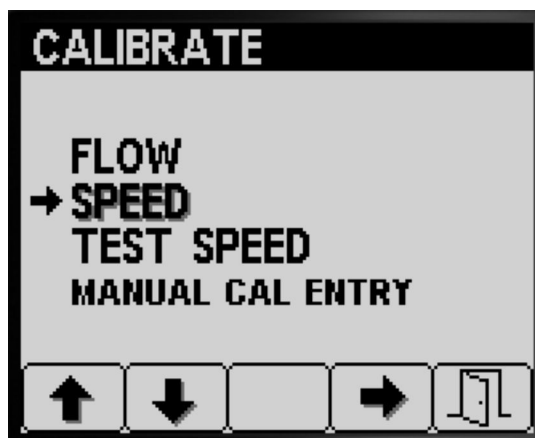 CALIBRATE
FLOW
SPEED
TEST SPEED
MANUAL CAL ENTRY